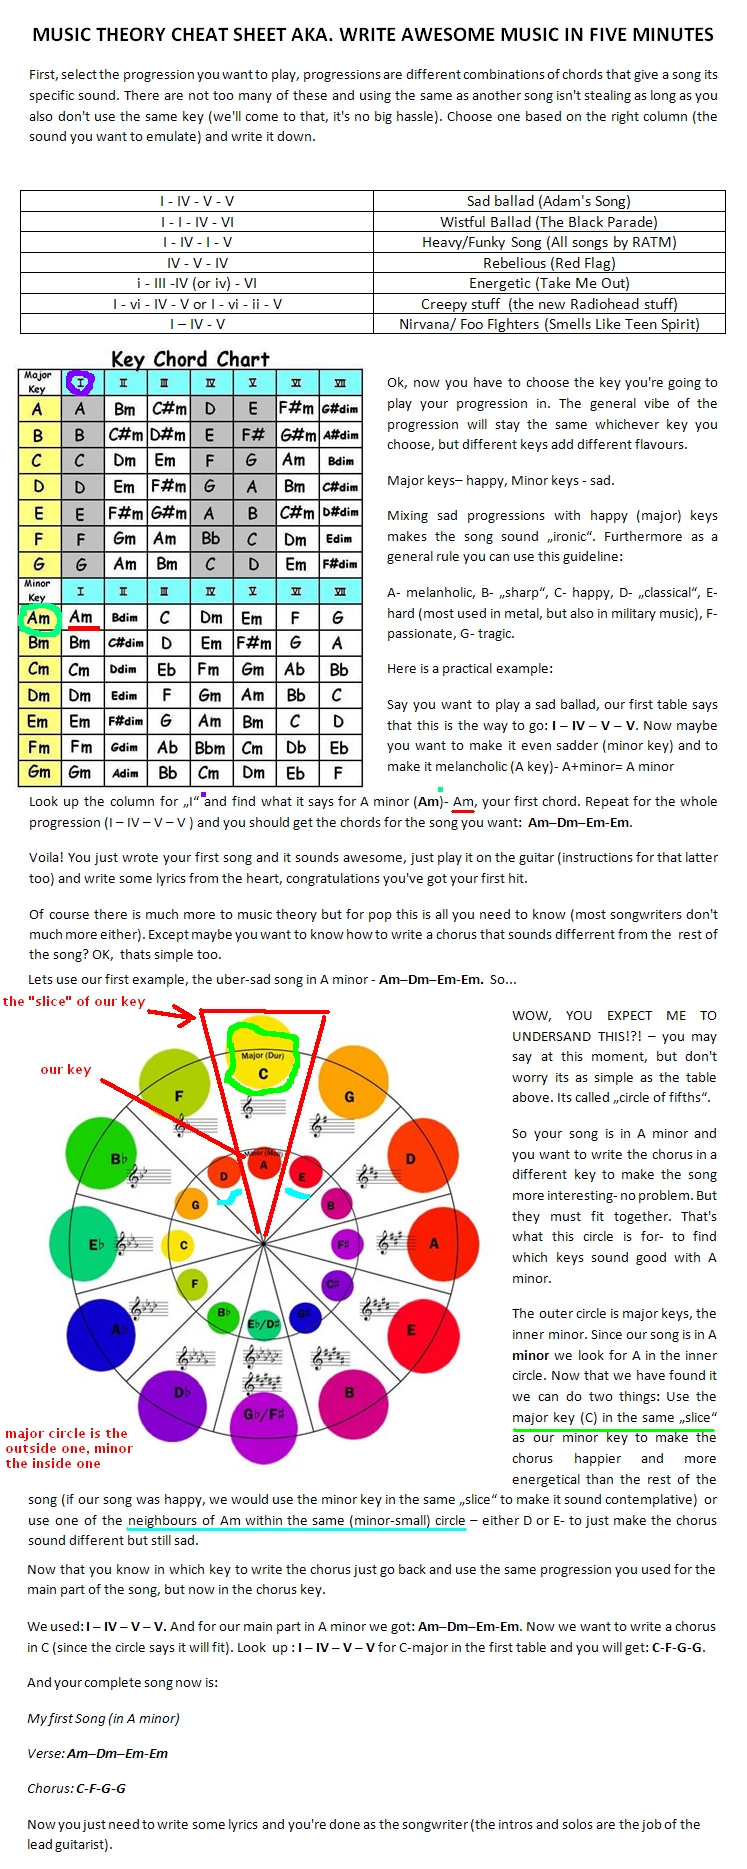 MUSIC THEORY CHEAT SHEET AKA. WRITE AWESOME MUSIC IN FIVE MINUTES
First, select the progression you want to play, progressions are different combinations of chords that give a song its
specific sound. There are not too many of these and using the same as another song isn't stealing as long as you
also don't use the same key (we'll come to that, it's no big hassle). Choose one based on the right column (the
sound you want to emulate) and write it down.
I - IV - V - V Sad ballad (Adam's Song)
I - I - IV - VI Wistful Ballad (The Black Parade)
I - IV - I - V Heavy/Funky Song (All songs by RATM)
IV - V - IV Rebelious (Red Flag)
i - III -IV (or iv) - VI Energetic (Take Me Out)
I - vi - IV - V or I - vi - ii - V Creepy stuff (the new Radiohead stuff)
I – IV - V Nirvana/ Foo Fighters (Smells Like Teen Spirit)
Key Chord Chart
Major Key I II III IV V VI VII
A A Bm C#m D E F#m G#dim
B B C#m D#m E F# G#m A#dim
C C Dm Em F G Am Bdim
D D Em F#m G A Bm C#dim
E E F#m G#m A B C#m D#dim
F F Gm Am Bb C Dm Edim
G G Am Bm C D Em F#dim
Minor Key I II III IV V VI VII
Am Am Bdim C Dm Em F G
Bm Bm C#dim D Em F#m G A
Cm Cm Ddim Eb Fm Gm Ab Bb
Dm Dm Edim F Gm Am Bb C
Em Em F#dim G Am Bm C D
Fm Fm Gdim Ab Bbm Cm Db Eb
Gm Gm Adim Bb Cm Dm Eb F
Ok, now you have to choose the key you're going to
play your progression in. The general vibe of the
progression will stay the same whichever key you
choose, but different keys add different flavours.
Major keys– happy, Minor keys - sad.
Mixing sad progressions with happy (major) keys
makes the song sound „ironic“. Furthermore as a
general rule you can use this guideline:
A- melanholic, B- „sharp“, C- happy, D- „classical“, E-
hard (most used in metal, but also in military music), F-
passionate, G- tragic.
Here is a practical example:
Say you want to play a sad ballad, our first table says
that this is the way to go: I – IV – V – V. Now maybe
you want to make it even sadder (minor key) and to
make it melancholic (A key)- A+minor= A minor
Look up the column for „I“ and find what it says for A minor (Am)- Am, your first chord. Repeat for the whole
progression (I – IV – V – V ) and you should get the chords for the song you want: Am–Dm–Em-Em.
Voila! You just wrote your first song and it sounds awesome, just play it on the guitar (instructions for that latter
too) and write some lyrics from the heart, congratulations you've got your first hit.
Of course there is much more to music theory but for pop this is all you need to know (most songwriters don't
much more either). Except maybe you want to know how to write a chorus that sounds differrent from the rest of
the song? OK, thats simple too.
Lets use our first example, the uber-sad song in A minor - Am–Dm–Em-Em. So...
the "slice" of our key
our key
Major (Dur)
C
G
D
A
E
B
Gb/F#
Db
Ab
Eb
Bb
F
A
E
B
F#
C#
G#
Eb/D#
Bb
F
C
G
D
major circle is the
outside one, minor
the inside one
WOW, YOU EXPECT ME TO
UNDERSAND THIS!?! – you may
say at this moment, but don't
worry its as simple as the table
above. Its called „circle of fifths“.
So your song is in A minor and
you want to write the chorus in a
different key to make the song
more interesting- no problem. But
they must fit together. That's
what this circle is for- to find
which keys sound good with A
minor.
The outer circle is major keys, the
inner minor. Since our song is in A
minor we look for A in the inner
circle. Now that we have found it
we can do two things: Use the
major key (C) in the same „slice“
as our minor key to make the
chorus happier and more
energetical than the rest of the
song (if our song was happy, we would use the minor key in the same „slice“ to make it sound contemplative) or
use one of the neighbours of Am within the same (minor-small) circle – either D or E- to just make the chorus
sound different but still sad.
Now that you know in which key to write the chorus just go back and use the same progression you used for the
main part of the song, but now in the chorus key.
We used: I – IV – V – V. And for our main part in A minor we got: Am–Dm–Em-Em. Now we want to write a chorus
in C (since the circle says it will fit). Look up : I – IV – V – V for C-major in the first table and you will get: C-F-G-G.
And your complete song now is:
My first Song (in A minor)
Verse: Am–Dm–Em-Em
Chorus: C-F-G-G
Now you just need to write some lyrics and you're done as the songwriter (the intros and solos are the job of the
lead guitarist).